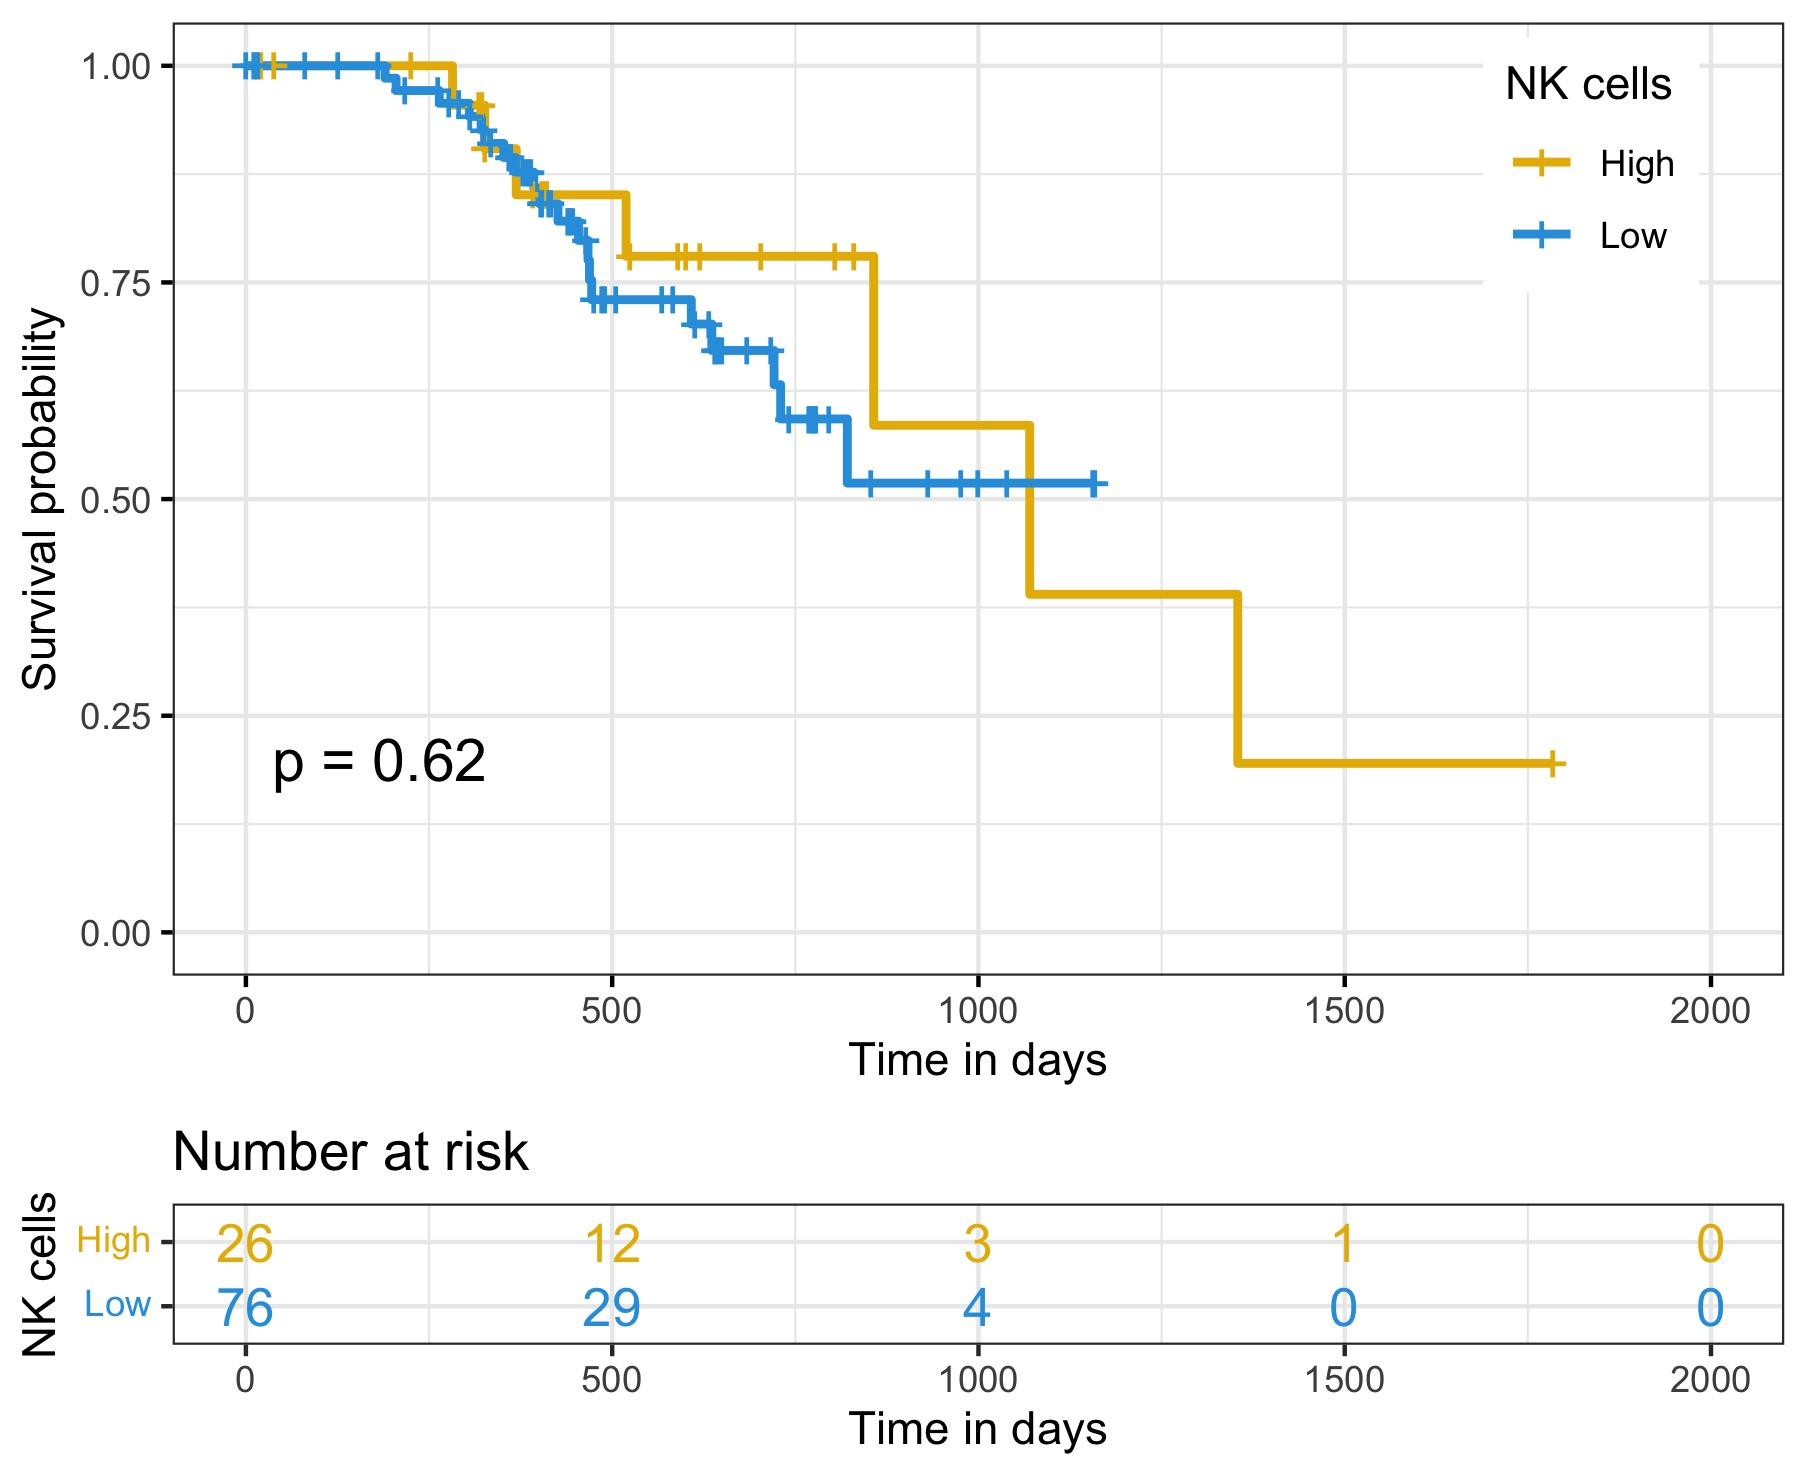 NK cells
High
Low
1.00
0.75
0.50
0.25
0.00
Survival probability
p = 0.62
0 500 1000 1500 2000
Time in days
Number at risk
NK cells
High 26 12 3 1 0
Low 76 29 4 0 0
0 500 1000 1500 2000
Time in days